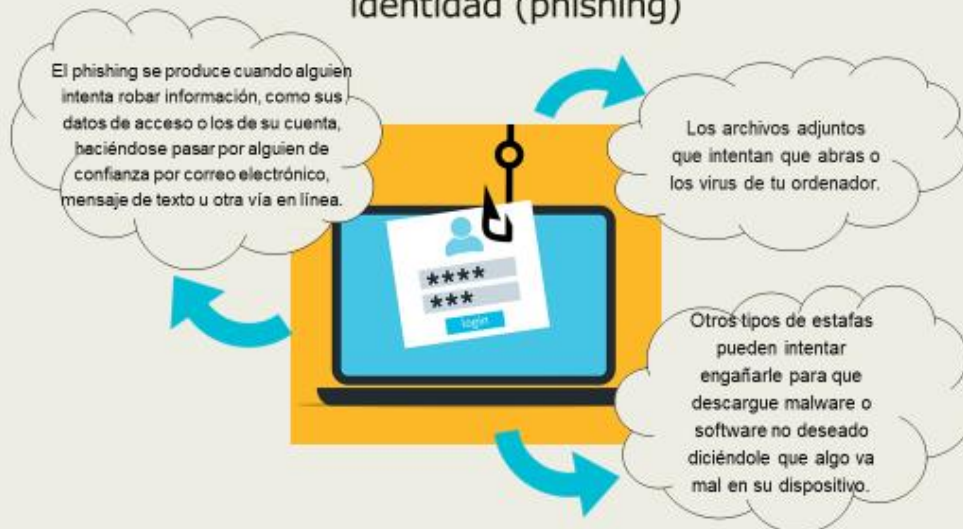 identidad (phishing)
El phishing se produce cuando alguien
intenta robar información, como sus
datos de acceso o los de su cuenta,
haciéndose pasar por alguien de
confianza por correo electrónico,
mensaje de texto u otra vía en línea.
Los archivos adjuntos
que intentan que abras o
los virus de tu ordenador.
****
***
login
Otros tipos de estafas
pueden intentar
engañarle para que
descargue malware o
software no deseado
diciéndole que algo va
mal en su dispositivo.